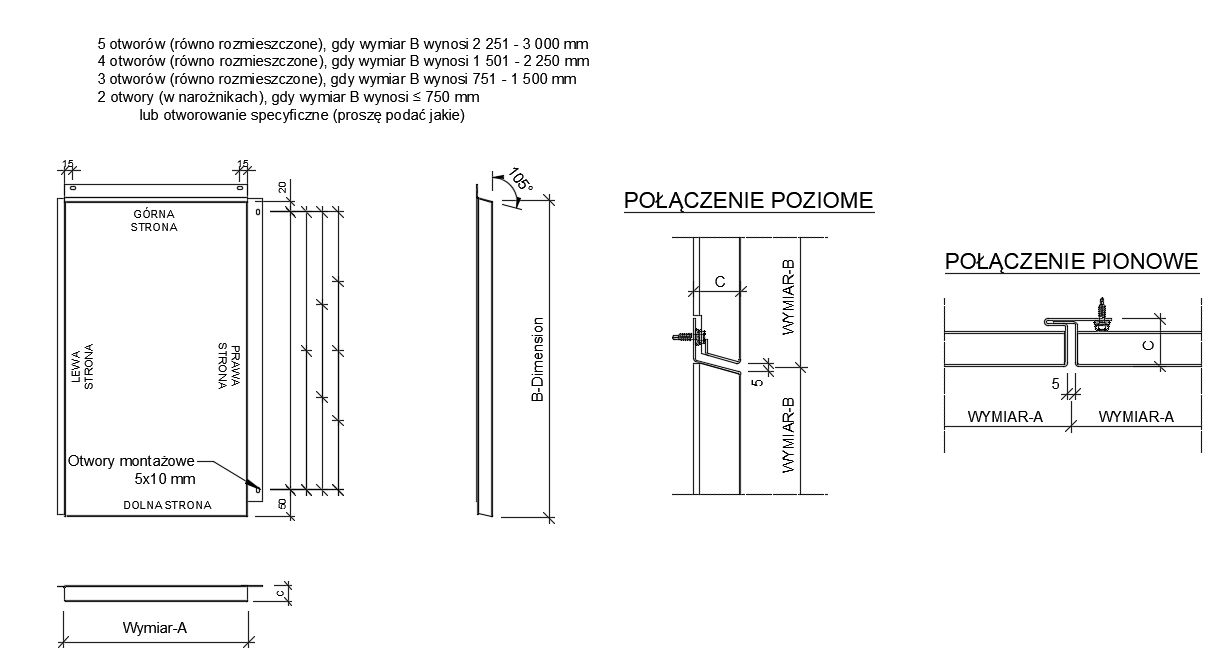 5 otworów (równo rozmieszczone), gdy wymiar B wynosi 2 251 - 3 000 mm
4 otworów (równo rozmieszczone), gdy wymiar B wynosi 1 501 - 2 250 mm
3 otworów (równo rozmieszczone), gdy wymiar B wynosi 751 - 1 500 mm
2 otwory (w narożnikach), gdy wymiar B wynosi ≤ 750 mm
lub otworowanie specyficzne (proszę podać jakie)
15
15
20
GÓRNA
STRONA
LEWA
STRONA
PRAWA
STRONA
Otwory montażowe
5x10 mm
DOLNA STRONA
50
C
Wymiar-A
105°
B-Dimension
POŁĄCZENIE POZIOME
C
WYMIAR-B
5
WYMIAR-B
POŁĄCZENIE PIONOWE
C
5
WYMIAR-A
WYMIAR-A